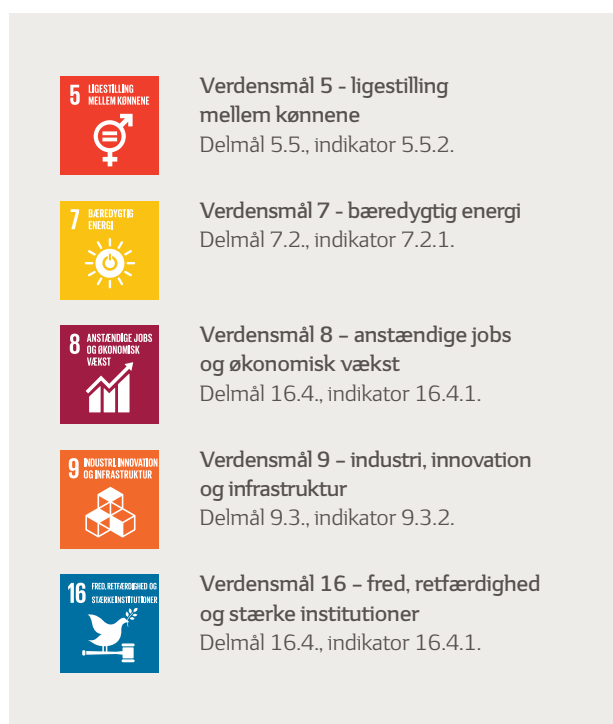 5 LIGESTILLING
MELLEM KØNNENE
Verdensmål 5 - ligestilling
mellem kønnene
Delmål 5.5., indikator 5.5.2.
7 BÆREDYGTIG
ENERGI
Verdensmål 7 - bæredygtig energi
Delmål 7.2., indikator 7.2.1.
8 ANSTÆNDIGE JOBS
OG ØKONOMISK
VÆKST
Verdensmål 8 – anstændige jobs
og økonomisk vækst
Delmål 16.4., indikator 16.4.1.
9 INDUSTRI, INNOVATION
OG INFRASTRUKTUR
Verdensmål 9 – industri, innovation
og infrastruktur
Delmål 9.3., indikator 9.3.2.
16 FRED, RETFÆRDIGHED OG
STÆRKE INSTITUTIONER
Verdensmål 16 – fred, retfærdighed
og stærke institutioner
Delmål 16.4., indikator 16.4.1.